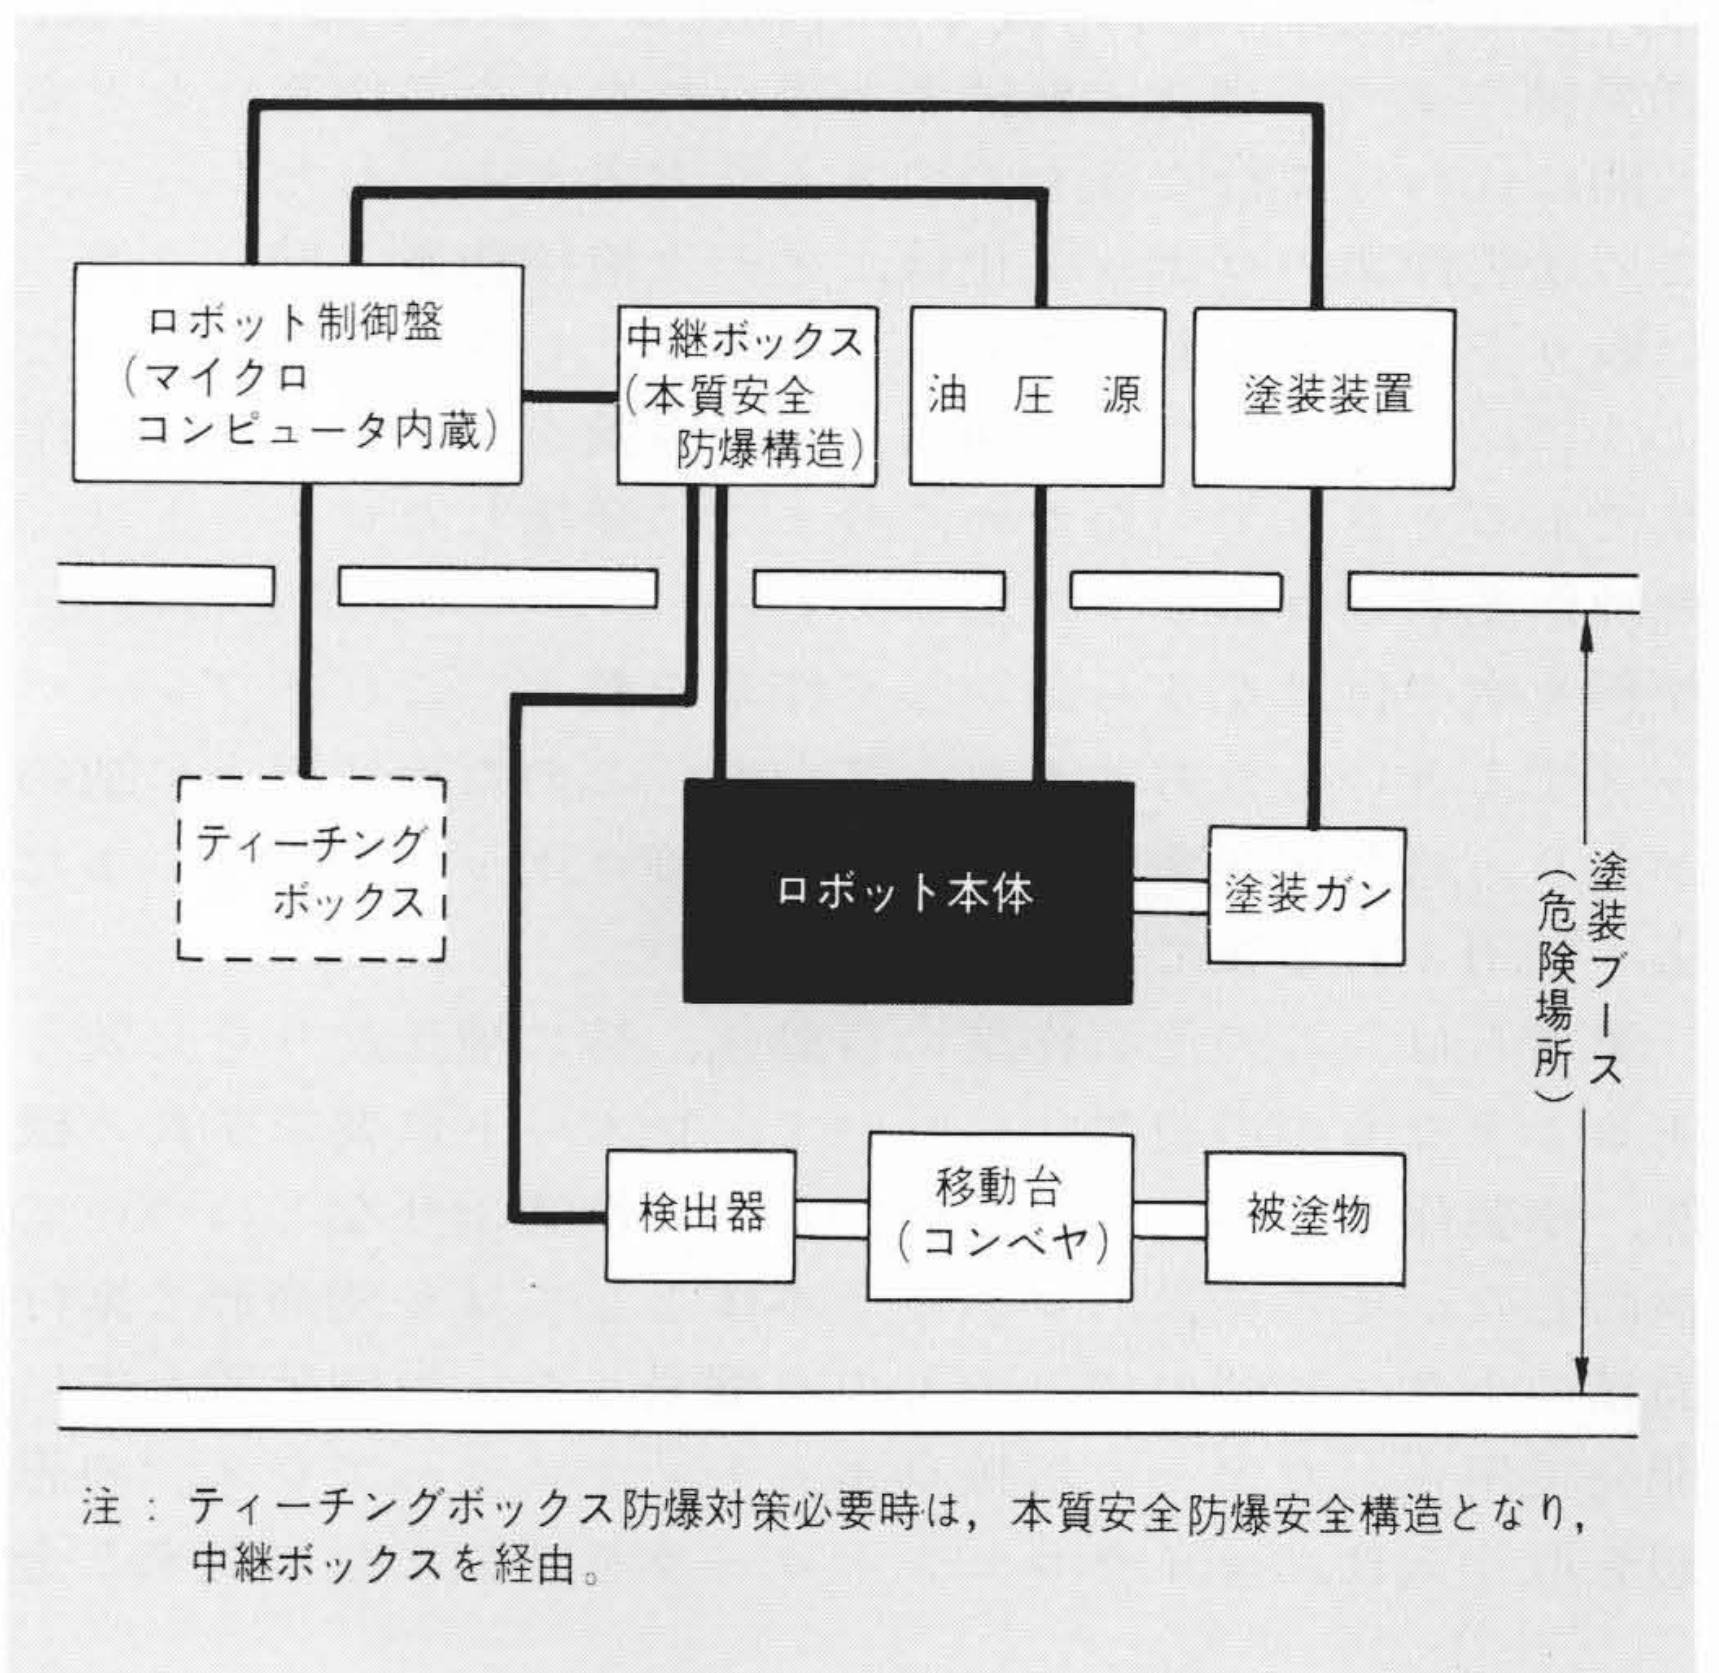 ロボット制御盤
(マイクロ
コンピュータ内蔵)
中継ボックス
(本質安全
防爆構造)
油圧源
塗装装置
ティーチング
ボックス
ロボット本体
塗装ガン
塗装ブース
(危険場所)
検出器
移動台
(コンベヤ)
被塗物
注:ティーチングボックス防爆対策必要時は,本質安全防爆安全構造となり,
中継ボックスを経由。